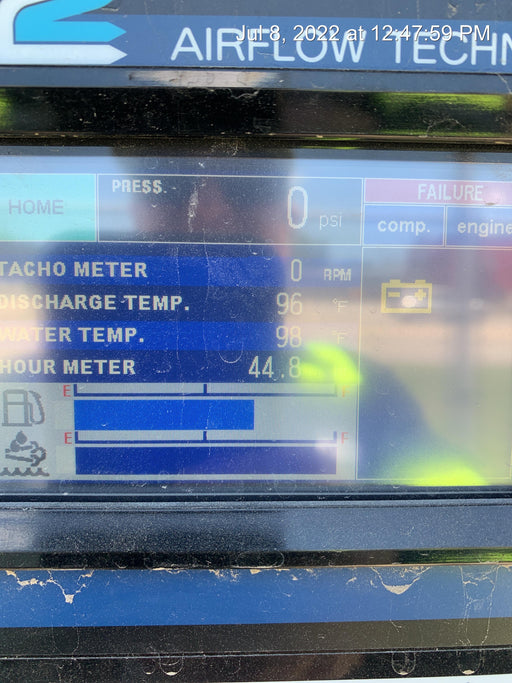 Jul 8, 2022 at 12:47:59 PM
AIRFLOW TECHN
HOME
PRESS
0 psi
FAILURE
comp. engine
TACHO METER 0 RPM
DISCHARGE TEMP. 96 °F
WATER TEMP. 98 °F
HOUR METER 44.8
E F
E F